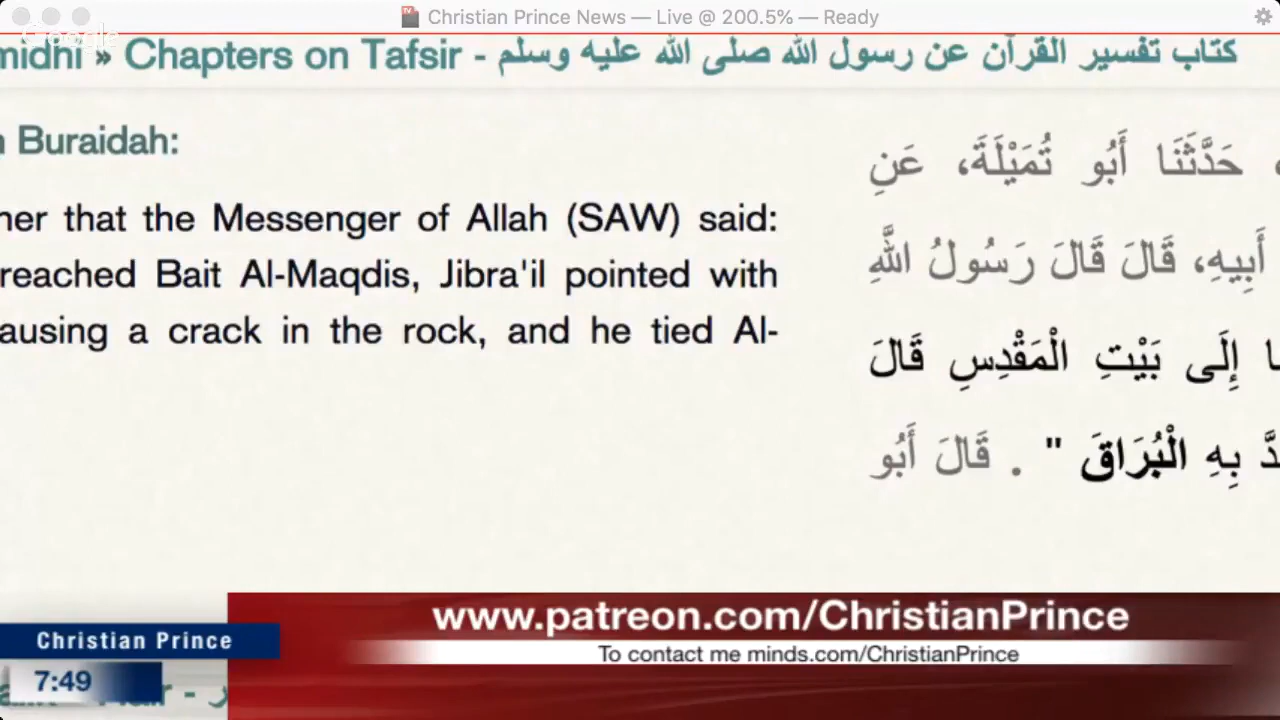 Christian Prince News — Live @ 200.5% — Ready
Google
midhi » Chapters on Tafsir - كتاب تفسير القرآن عن رسول الله صلى الله عليه وسلم
Buraidah:
her that the Messenger of Allah (SAW) said:
reached Bait Al-Maqdis, Jibra'il pointed with
ausing a crack in the rock, and he tied Al-
حَدَّثَنَا أَبُو تُمَيْلَةَ، عَنِ
أَبِيهِ، قَالَ قَالَ رَسُولُ اللَّهِ
إِلَى بَيْتِ الْمَقْدِسِ قَالَ
بِهِ الْبُرَاقَ " . قَالَ أَبُو
www.patreon.com/ChristianPrince
To contact me minds.com/ChristianPrince
Christian Prince
7:49